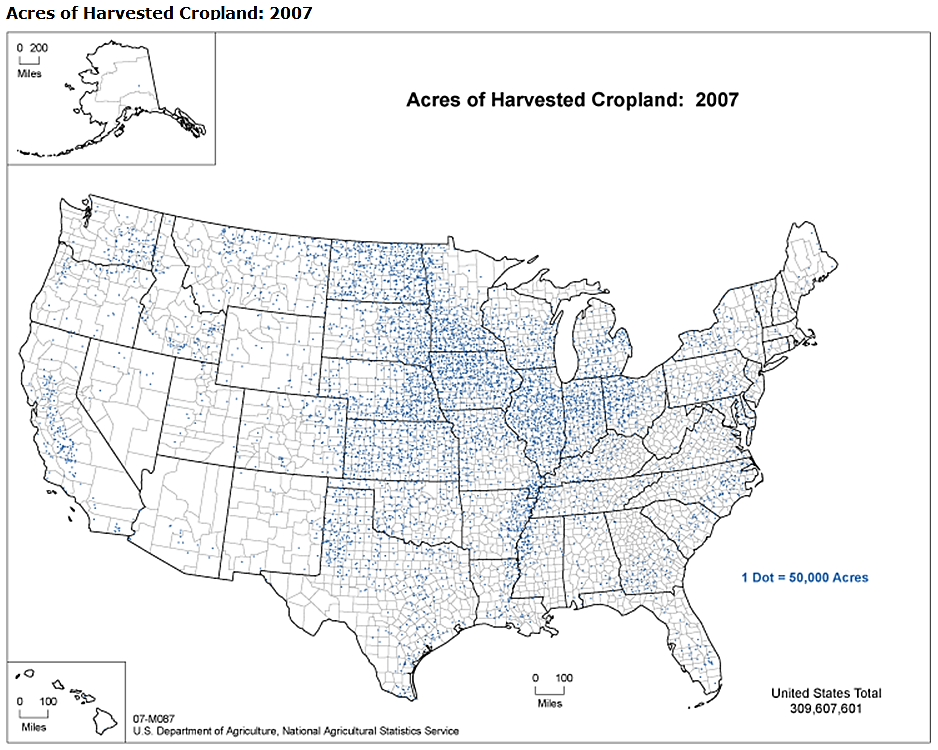 Acres of Harvested Cropland: 2007
0 200
Miles
Acres of Harvested Cropland: 2007
1 Dot = 50,000 Acres
0 100
Miles
United States Total
309,607,601
0 100
Miles
07-M087
U.S. Department of Agriculture, National Agricultural Statistics Service